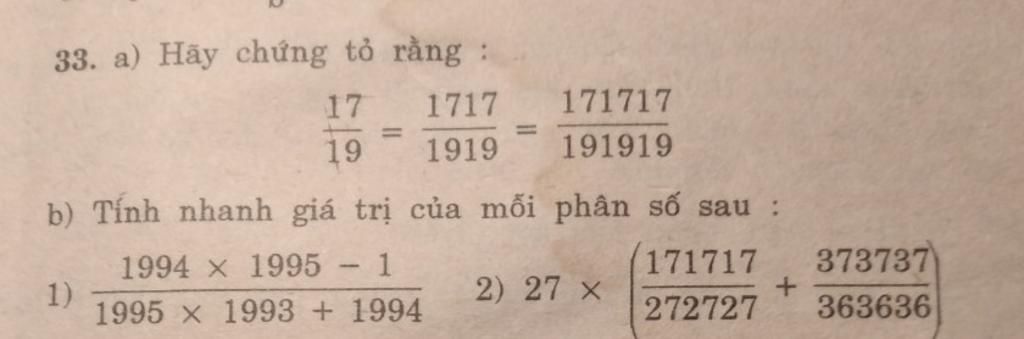 33. a) Hãy chứng tỏ rằng :
17/19 = 1717/1919 = 171717/191919
b) Tính nhanh giá trị của mỗi phân số sau :
1) (1994 × 1995 − 1)/(1995 × 1993 + 1994) 2) 27 × (171717/272727 + 373737/363636)